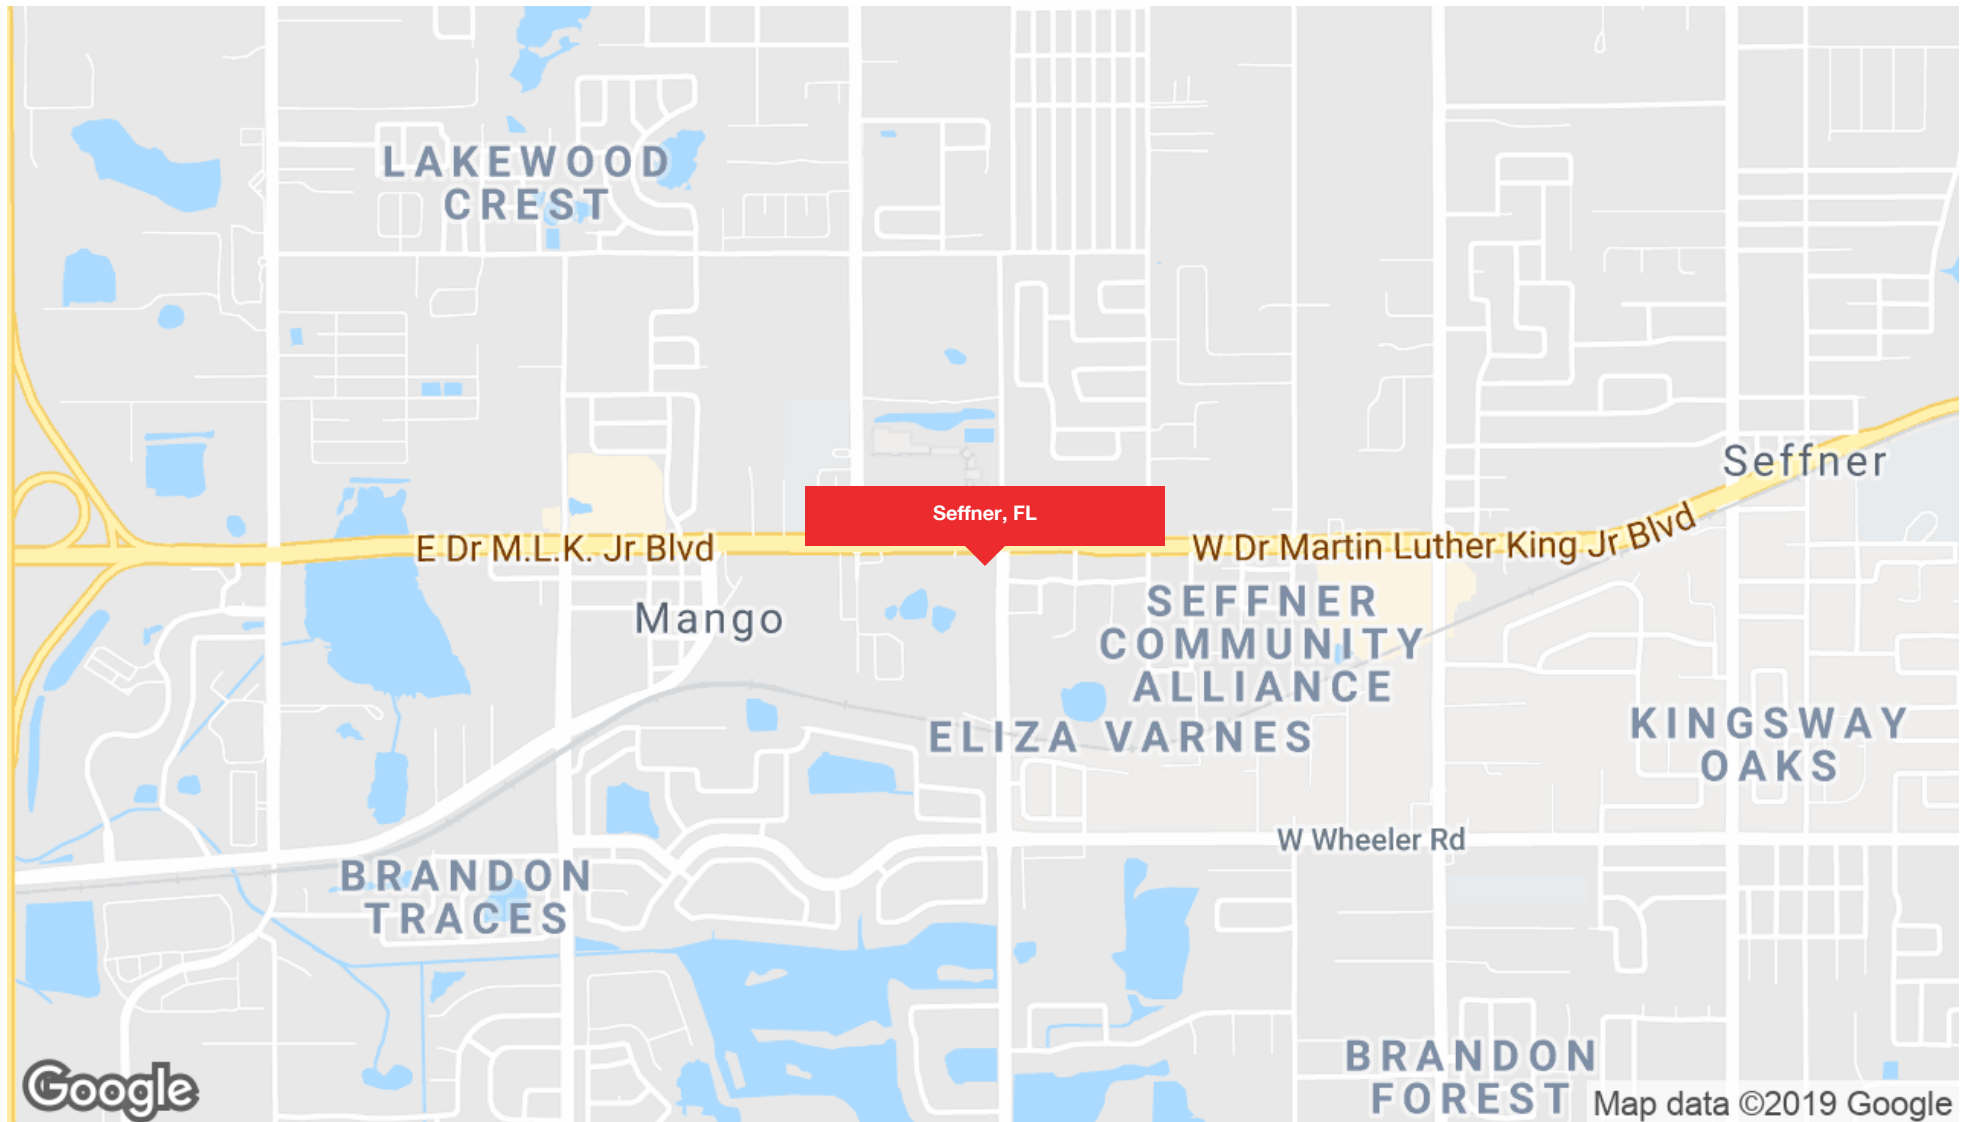 LAKEWOOD
CREST
Seffner
Seffner, FL
E Dr M.L.K. Jr Blvd
W Dr Martin Luther King Jr Blvd
Mango
SEFFNER
COMMUNITY
ALLIANCE
ELIZA VARNES
KINGSWAY
OAKS
W Wheeler Rd
BRANDON
TRACES
BRANDON
FOREST
Google
Map data ©2019 Google